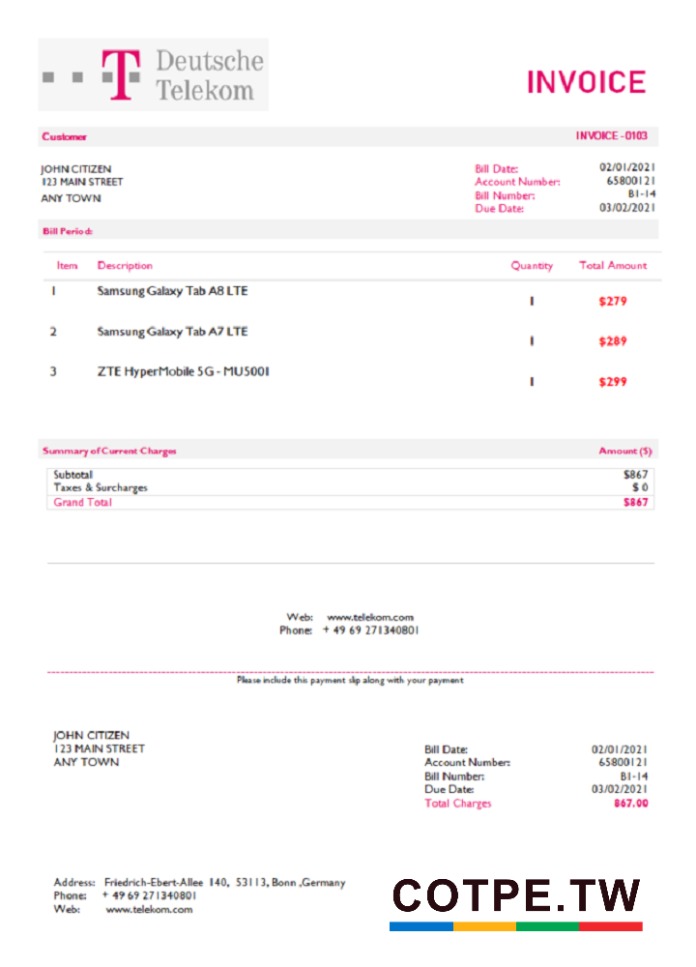 Deutsche
Telekom
INVOICE
Customer INVOICE -0103
JOHN CITIZEN
123 MAIN STREET
ANY TOWN
Bill Date: 02/01/2021
Account Number: 65800121
Bill Number: B1-14
Due Date: 03/02/2021
Bill Period:
Item Description Quantity Total Amount
1 Samsung Galaxy Tab A8 LTE 1 $279
2 Samsung Galaxy Tab A7 LTE 1 $289
3 ZTE HyperMobile 5G - MU5001 1 $299
Summary of Current Charges Amount ($)
Subtotal $867
Taxes & Surcharges $ 0
Grand Total $867
Web: www.telekom.com
Phone: + 49 69 271340801
Please include this payment slip along with your payment
JOHN CITIZEN
123 MAIN STREET
ANY TOWN
Bill Date: 02/01/2021
Account Number: 65800121
Bill Number: B1-14
Due Date: 03/02/2021
Total Charges 867.00
Address: Friedrich-Ebert-Allee 140, 53113, Bonn ,Germany
Phone: + 49 69 271340801
Web: www.telekom.com
COTPE.TW